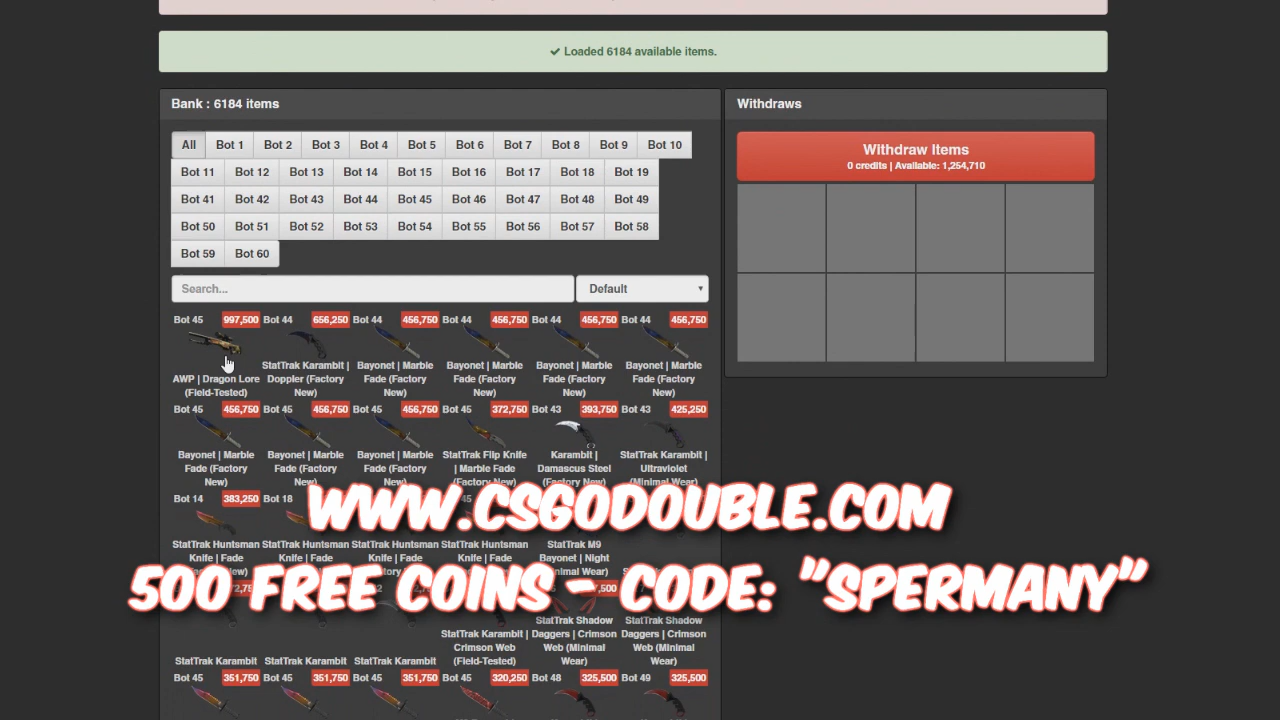 ✔ Loaded 6184 available items.
Bank : 6184 items
Withdraws
All Bot 1 Bot 2 Bot 3 Bot 4 Bot 5 Bot 6 Bot 7 Bot 8 Bot 9 Bot 10
Bot 11 Bot 12 Bot 13 Bot 14 Bot 15 Bot 16 Bot 17 Bot 18 Bot 19
Bot 41 Bot 42 Bot 43 Bot 44 Bot 45 Bot 46 Bot 47 Bot 48 Bot 49
Bot 50 Bot 51 Bot 52 Bot 53 Bot 54 Bot 55 Bot 56 Bot 57 Bot 58
Bot 59 Bot 60
Withdraw Items
0 credits | Available: 1,254,710
Search... Default
Bot 45 997,500 Bot 44 656,250 Bot 44 456,750 Bot 44 456,750 Bot 44 456,750 Bot 44 456,750
AWP | Dragon Lore (Field-Tested)
StatTrak Karambit | Doppler (Factory New)
Bayonet | Marble Fade (Factory New)
Bayonet | Marble Fade (Factory New)
Bayonet | Marble Fade (Factory New)
Bayonet | Marble Fade (Factory New)
Bot 45 456,750 Bot 45 456,750 Bot 45 456,750 Bot 45 372,750 Bot 43 393,750 Bot 43 425,250
Bayonet | Marble Fade (Factory New)
Bayonet | Marble Fade (Factory New)
Bayonet | Marble Fade (Factory New)
StatTrak Flip Knife | Marble Fade (Factory New)
Karambit | Damascus Steel (Factory New)
StatTrak Karambit | Ultraviolet (Minimal Wear)
Bot 14 383,250 Bot 18
WWW.CSGODOUBLE.COM
StatTrak Huntsman Knife | Fade
StatTrak Huntsman Knife | Fade
StatTrak Huntsman Knife | Fade
StatTrak Huntsman Knife | Fade
StatTrak M9 Bayonet | Night
500 FREE COINS - CODE: "SPERMANY"
StatTrak Karambit
StatTrak Karambit
StatTrak Karambit
StatTrak Karambit | Crimson Web (Field-Tested)
StatTrak Shadow Daggers | Crimson Web (Minimal Wear)
StatTrak Shadow Daggers | Crimson Web (Minimal Wear)
Bot 45 351,750 Bot 45 351,750 Bot 45 351,750 Bot 45 320,250 Bot 48 325,500 Bot 49 325,500